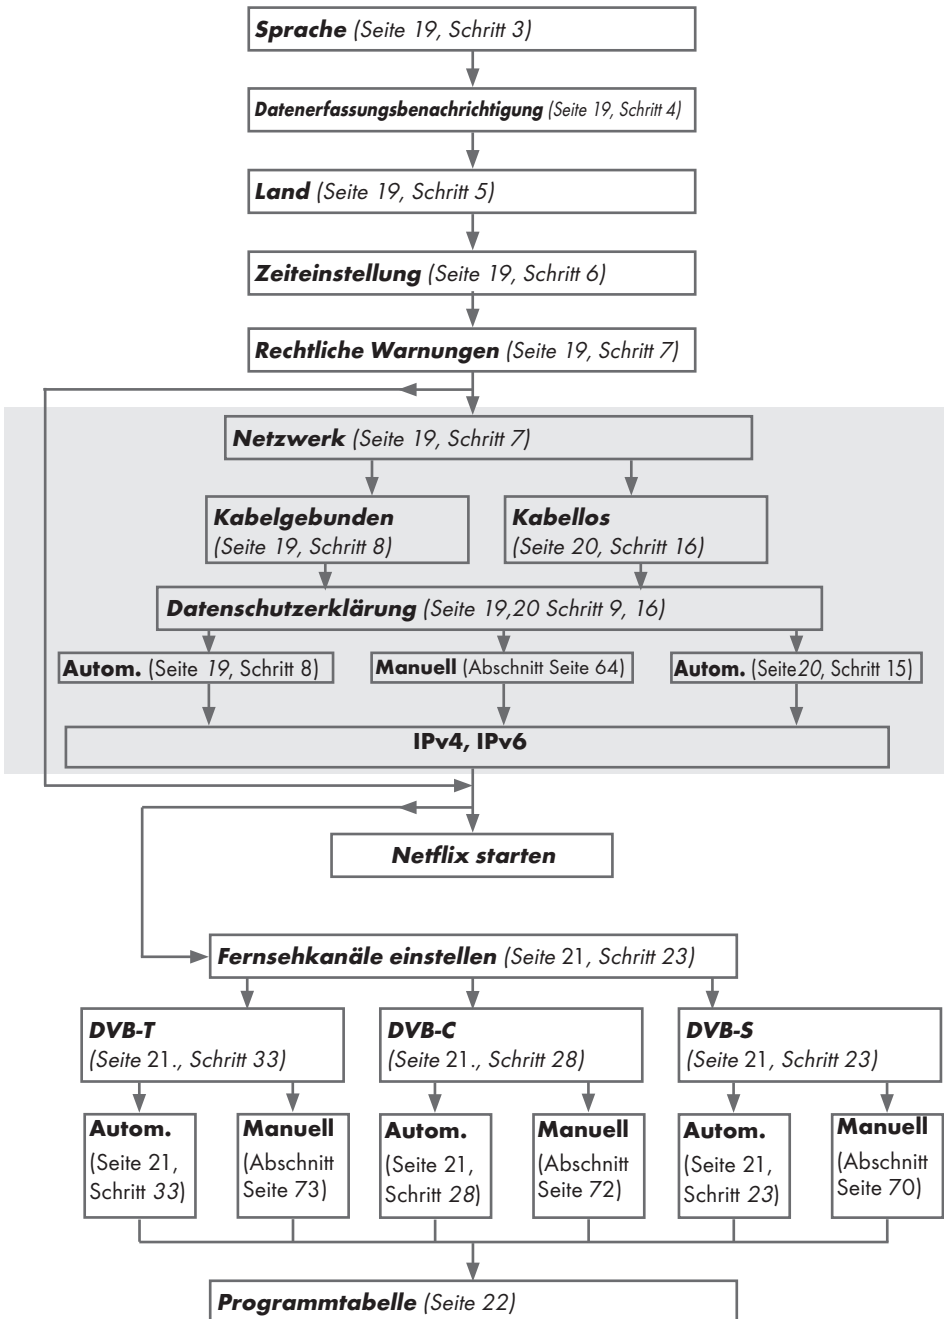 Sprache (Seite 19, Schritt 3)
Datenerfassungsbenachrichtigung (Seite 19, Schritt 4)
Land (Seite 19, Schritt 5)
Zeiteinstellung (Seite 19, Schritt 6)
Rechtliche Warnungen (Seite 19, Schritt 7)
Netzwerk (Seite 19, Schritt 7)
Kabelgebunden
(Seite 19, Schritt 8)
Kabellos
(Seite 20, Schritt 16)
Datenschutzerklärung (Seite 19,20 Schritt 9, 16)
Autom. (Seite 19, Schritt 8)
Manuell (Abschnitt Seite 64)
Autom. (Seite20, Schritt 15)
IPv4, IPv6
Netflix starten
Fernsehkanäle einstellen (Seite 21, Schritt 23)
DVB-T
(Seite 21., Schritt 33)
DVB-C
(Seite 21., Schritt 28)
DVB-S
(Seite 21, Schritt 23)
Autom.
(Seite 21,
Schritt 33)
Manuell
(Abschnitt
Seite 73)
Autom.
(Seite 21,
Schritt 28)
Manuell
(Abschnitt
Seite 72)
Autom.
(Seite 21,
Schritt 23)
Manuell
(Abschnitt
Seite 70)
Programmtabelle (Seite 22)